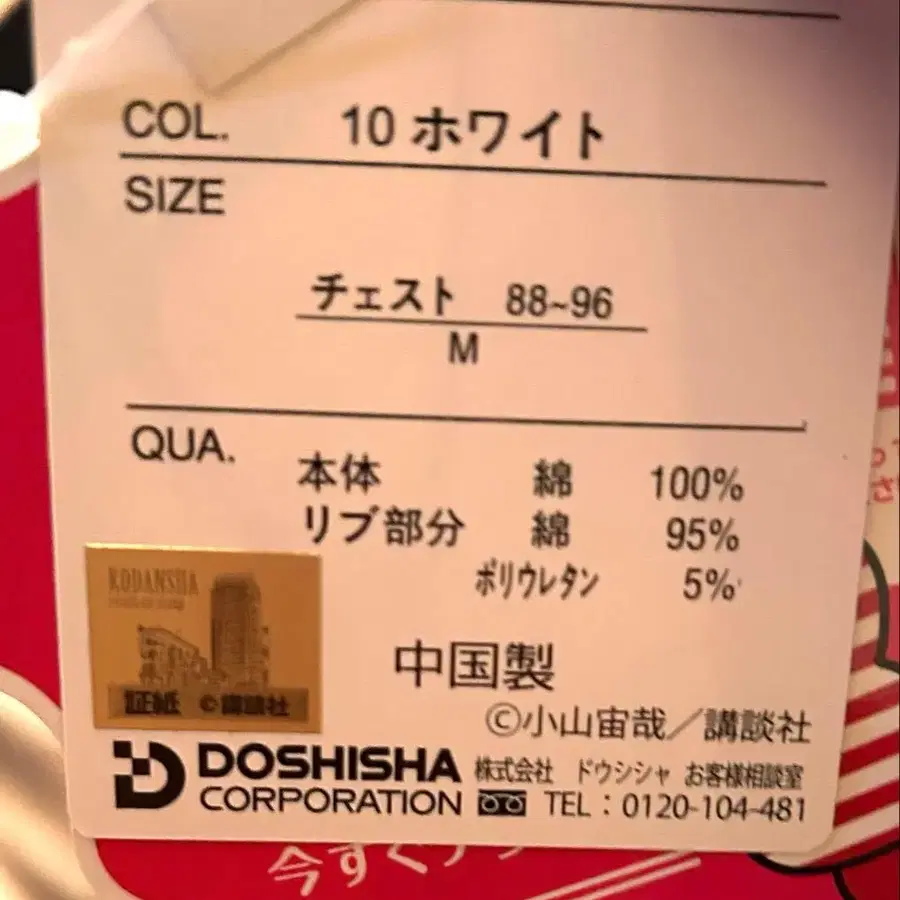 COL. 10 ホワイト
SIZE
チェスト 88~96
M
QUA. 本体 綿 100%
リブ部分 綿 95%
ポリウレタン 5%
KODANSHA
証紙 ©講談社
中国製
©小山宙哉/講談社
DOSHISHA
CORPORATION
株式会社 ドウシシャ お客様相談室
TEL:0120-104-481
今すぐ